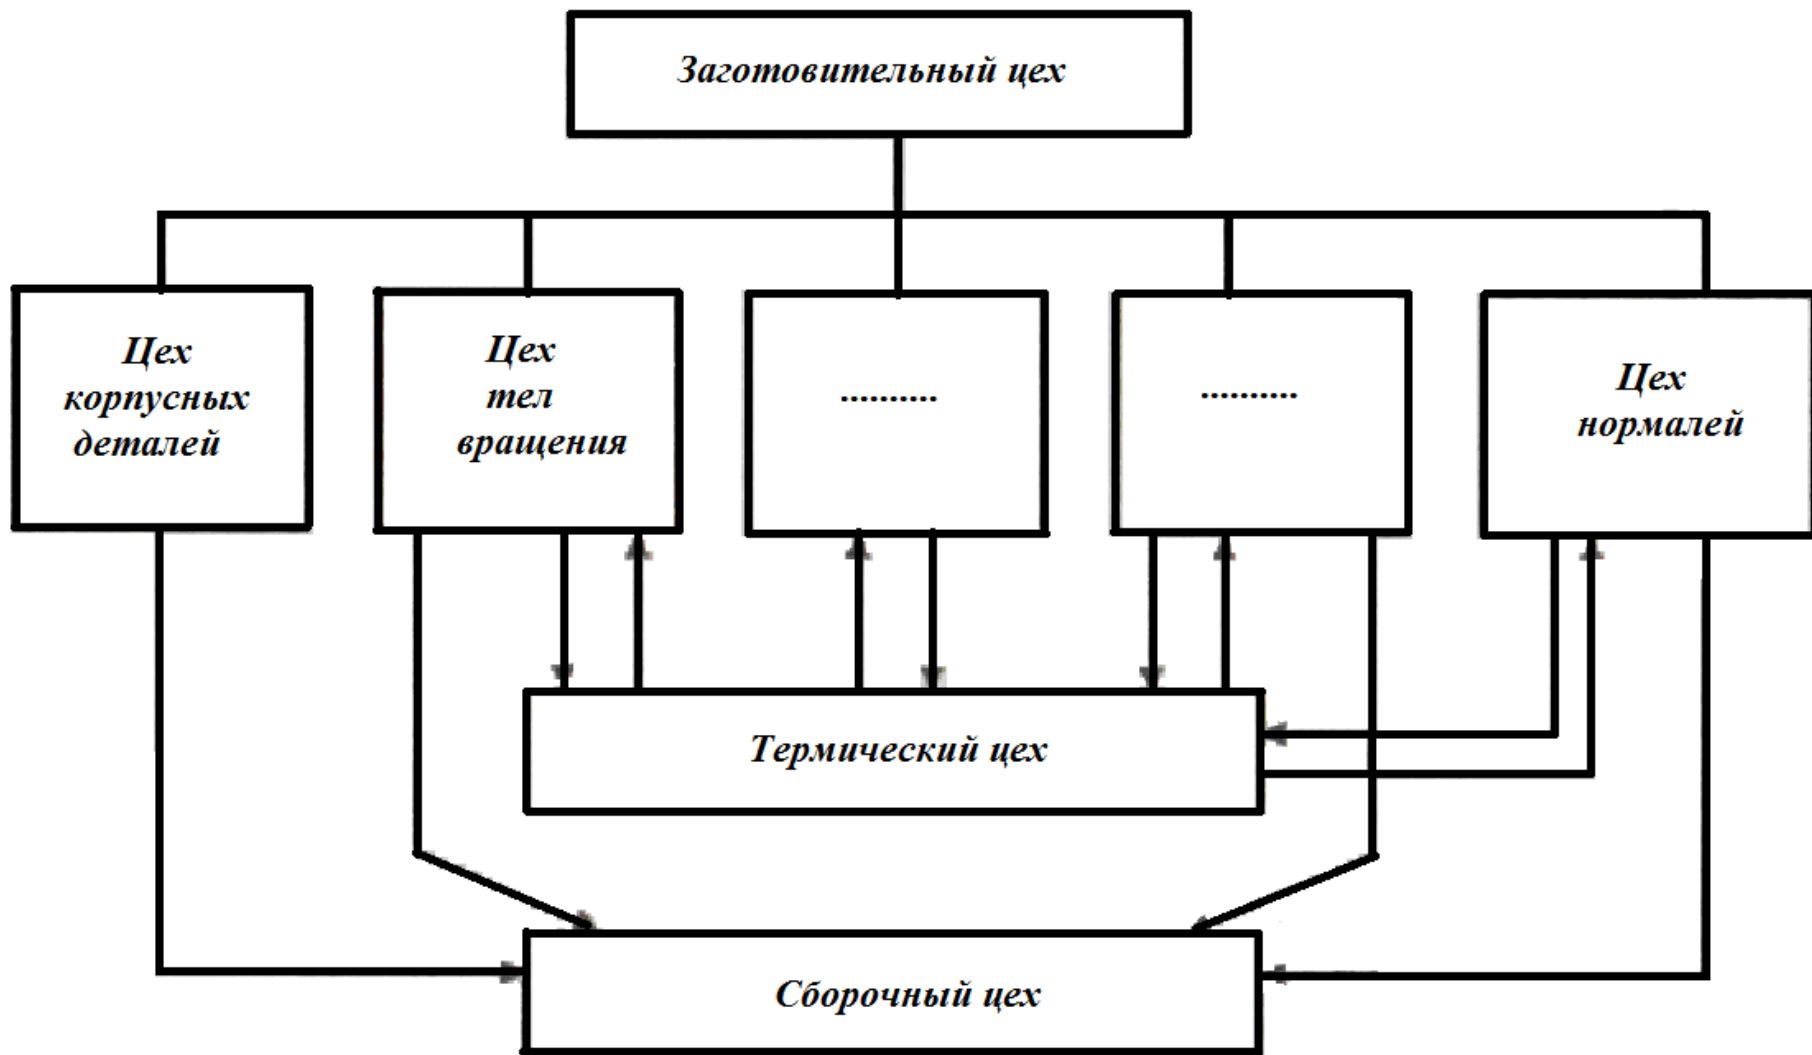 Заготовительный цех
Цех
корпусных
деталей
Цех
тел
вращения
..........
..........
Цех
нормалей
Термический цех
Сборочный цех